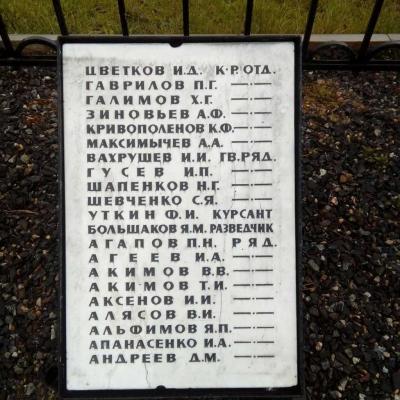 ЦВЕТКОВ И.Д. К-Р ОТД.
ГАВРИЛОВ П.Г. —·—
ГАЛИМОВ Х.Г. —·—
ЗИНОВЬЕВ А.Ф. —·—
КРИВОПОЛЕНОВ К.Ф. —·—
МАКСИМЫЧЕВ А.А. —·—
ВАХРУШЕВ И.И. ГВ.РЯД.
ГУСЕВ И.П. —·—
ШАПЕНКОВ Н.Г. —·—
ШЕВЧЕНКО С.Я. —·—
УТКИН Ф.И. КУРСАНТ
БОЛЬШАКОВ Я.М. РАЗВЕДЧИК
АГАПОВ П.Н. РЯД.
АГЕЕВ И.А. —·—
АКИМОВ В.В. —·—
АКИМОВ Т.И. —·—
АКСЕНОВ И.И. —·—
АЛЯСОВ В.И. —·—
АЛЬФИМОВ Я.П. —·—
АПАНАСЕНКО И.А. —·—
АНДРЕЕВ Д.М. —·—